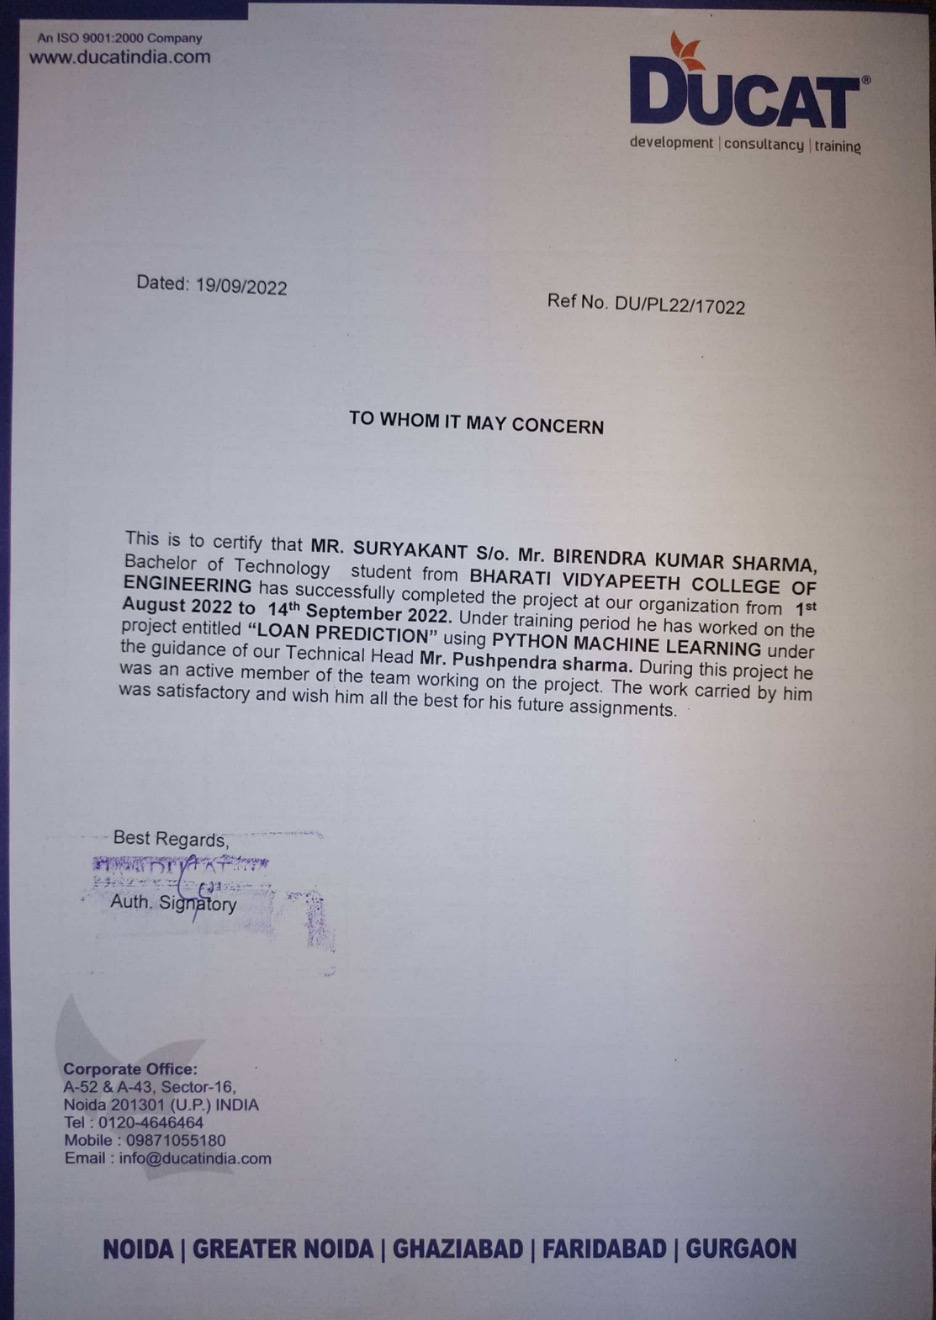 An ISO 9001:2000 Company
www.ducatindia.com
DUCAT®
development | consultancy | training
Dated: 19/09/2022
Ref No. DU/PL22/17022
TO WHOM IT MAY CONCERN
This is to certify that MR. SURYAKANT S/o. Mr. BIRENDRA KUMAR SHARMA,
Bachelor of Technology student from BHARATI VIDYAPEETH COLLEGE OF
ENGINEERING has successfully completed the project at our organization from 1st
August 2022 to 14th September 2022. Under training period he has worked on the
project entitled “LOAN PREDICTION” using PYTHON MACHINE LEARNING under
the guidance of our Technical Head Mr. Pushpendra sharma. During this project he
was an active member of the team working on the project. The work carried by him
was satisfactory and wish him all the best for his future assignments.
Best Regards,
Auth. Signatory
Corporate Office:
A-52 & A-43, Sector-16,
Noida 201301 (U.P.) INDIA
Tel : 0120-4646464
Mobile : 09871055180
Email : info@ducatindia.com
NOIDA | GREATER NOIDA | GHAZIABAD | FARIDABAD | GURGAON